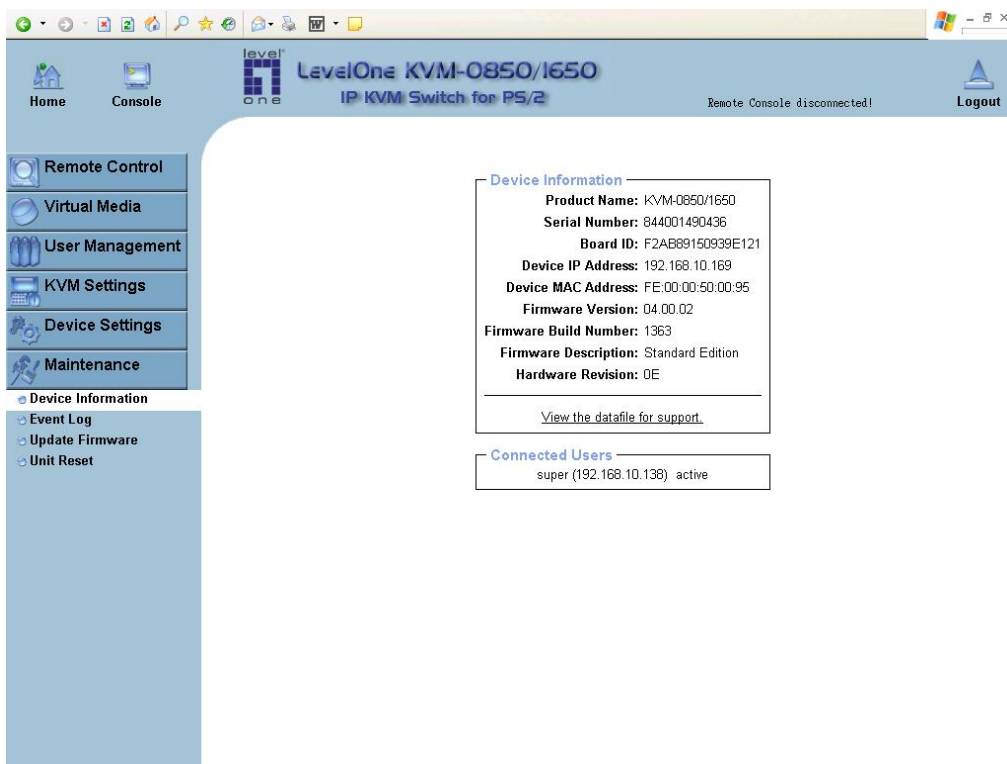 level
one
LevelOne KVM-0850/1650
IP KVM Switch for PS/2
Home
Console
Remote Console disconnected!
Logout
Remote Control
Virtual Media
User Management
KVM Settings
Device Settings
Maintenance
Device Information
Event Log
Update Firmware
Unit Reset
Device Information
Product Name: KVM-0850/1650
Serial Number: 844001490436
Board ID: F2AB89150939E121
Device IP Address: 192.168.10.169
Device MAC Address: FE:00:00:50:00:95
Firmware Version: 04.00.02
Firmware Build Number: 1363
Firmware Description: Standard Edition
Hardware Revision: 0E
View the datafile for support.
Connected Users
super (192.168.10.138) active